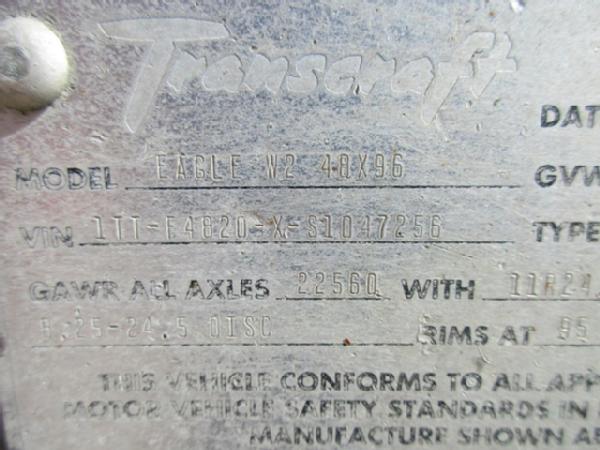 Transcraft
DAT
MODEL EAGLE W2 48X96
GVW
VIN 1TT-E4820-X-S1047256
TYPE
GAWR ALL AXLES 22560 WITH 11R24.
8.25-24.5 DISC RIMS AT 95
THIS VEHICLE CONFORMS TO ALL APP
MOTOR VEHICLE SAFETY STANDARDS IN
MANUFACTURE SHOWN AB